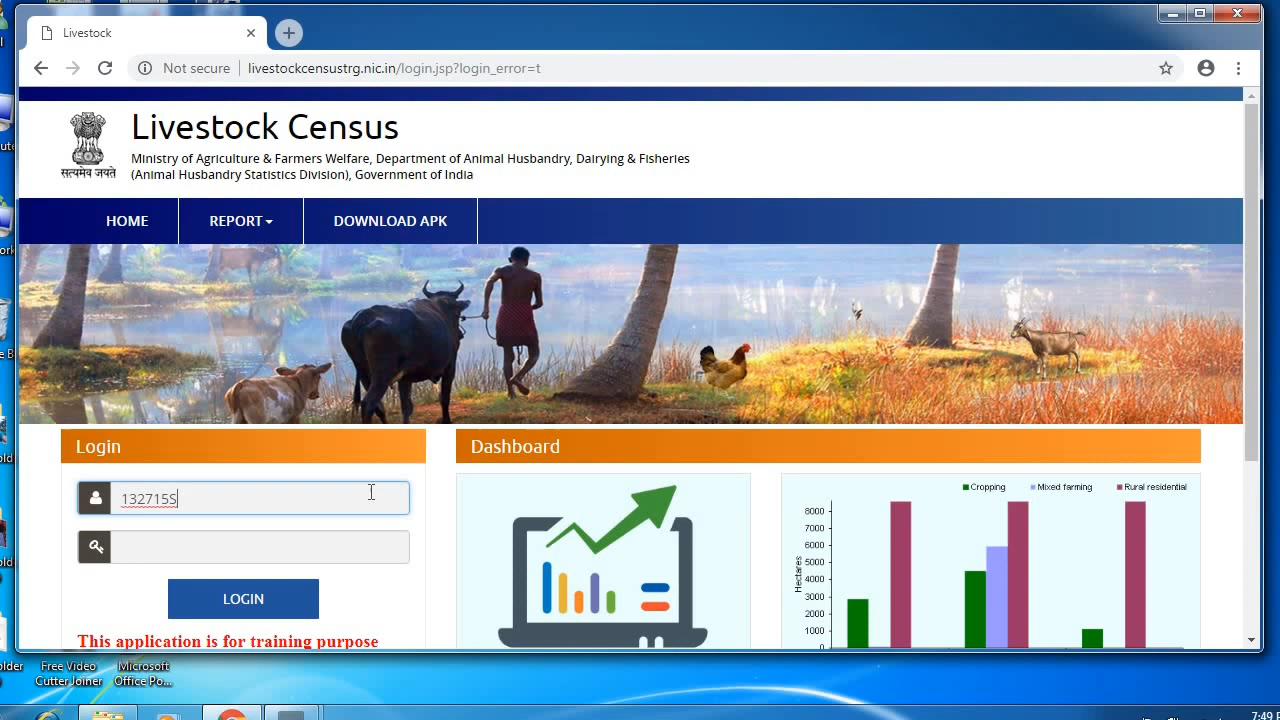 Livestock
Not secure
livestockcensustrg.nic.in/login.jsp?login_error=t
Livestock Census
Ministry of Agriculture & Farmers Welfare, Department of Animal Husbandry, Dairying & Fisheries
(Animal Husbandry Statistics Division), Government of India
सत्यमेव जयते
HOME
REPORT
DOWNLOAD APK
Login
Dashboard
132715S
LOGIN
This application is for training purpose
Cropping
Mixed farming
Rural residential
Hectares
8000
7000
6000
5000
4000
3000
2000
1000
0
Free Video
Cutter Joiner
Microsoft
Office Po...
older
7:49